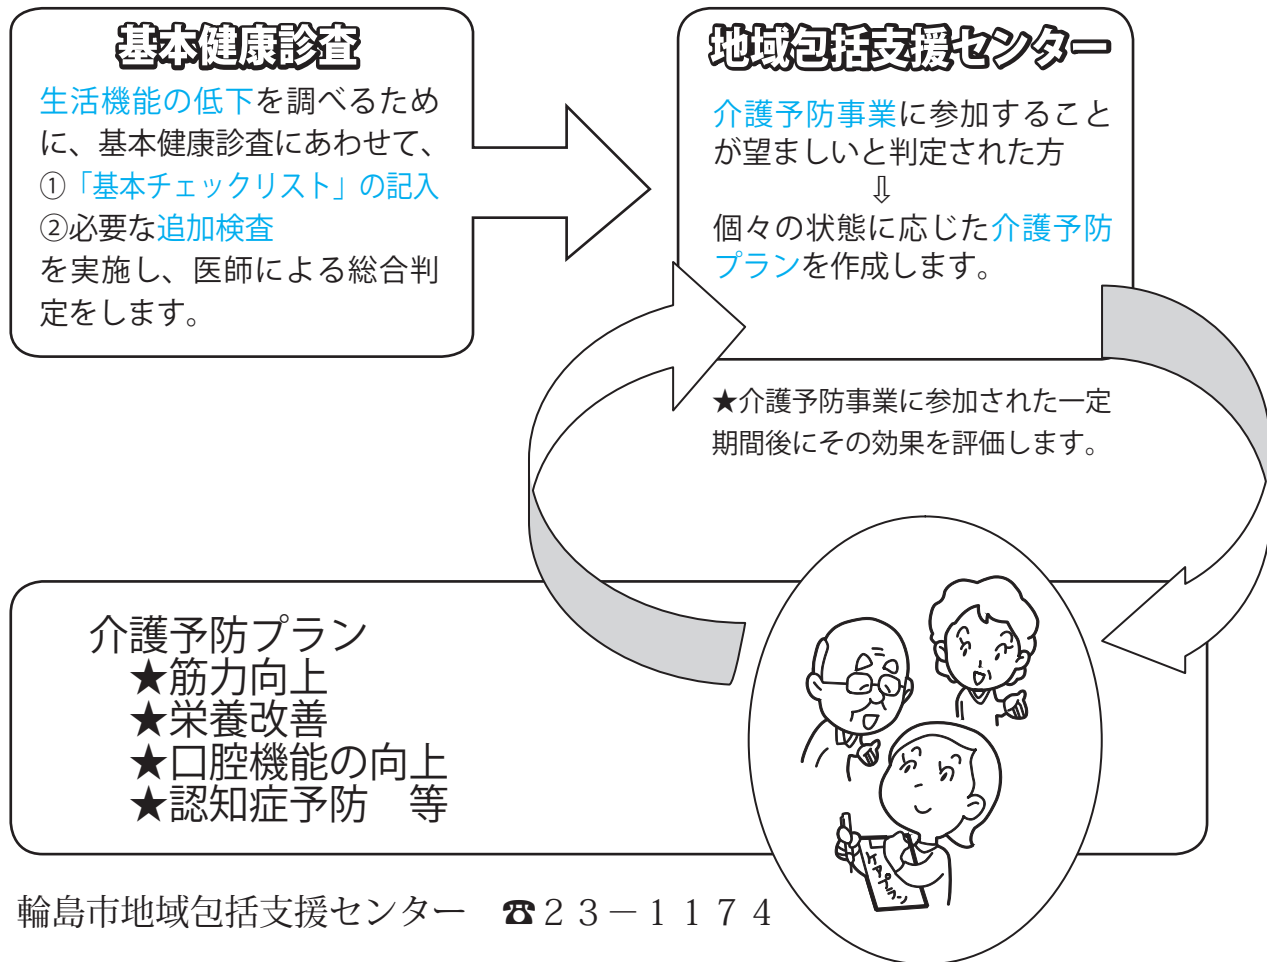 基本健康診査
生活機能の低下を調べるため
に、基本健康診査にあわせて、
①「基本チェックリスト」の記入
②必要な追加検査
を実施し、医師による総合判
定をします。
地域包括支援センター
介護予防事業に参加すること
が望ましいと判定された方
⇩
個々の状態に応じた介護予防
プランを作成します。
★介護予防事業に参加された一定
期間後にその効果を評価します。
介護予防プラン
★筋力向上
★栄養改善
★口腔機能の向上
★認知症予防　等
ケアプラン
輪島市地域包括支援センター　☎２３－１１７４